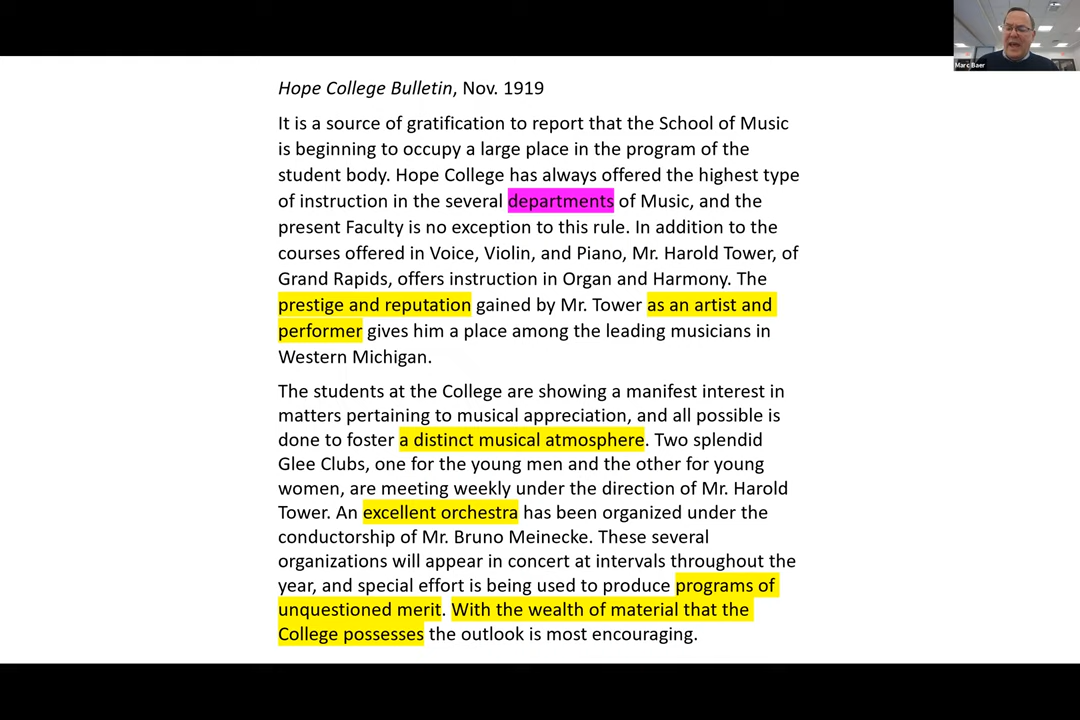 Marc Baer
Hope College Bulletin, Nov. 1919
It is a source of gratification to report that the School of Music
is beginning to occupy a large place in the program of the
student body. Hope College has always offered the highest type
of instruction in the several departments of Music, and the
present Faculty is no exception to this rule. In addition to the
courses offered in Voice, Violin, and Piano, Mr. Harold Tower, of
Grand Rapids, offers instruction in Organ and Harmony. The
prestige and reputation gained by Mr. Tower as an artist and
performer gives him a place among the leading musicians in
Western Michigan.
The students at the College are showing a manifest interest in
matters pertaining to musical appreciation, and all possible is
done to foster a distinct musical atmosphere. Two splendid
Glee Clubs, one for the young men and the other for young
women, are meeting weekly under the direction of Mr. Harold
Tower. An excellent orchestra has been organized under the
conductorship of Mr. Bruno Meinecke. These several
organizations will appear in concert at intervals throughout the
year, and special effort is being used to produce programs of
unquestioned merit. With the wealth of material that the
College possesses the outlook is most encouraging.